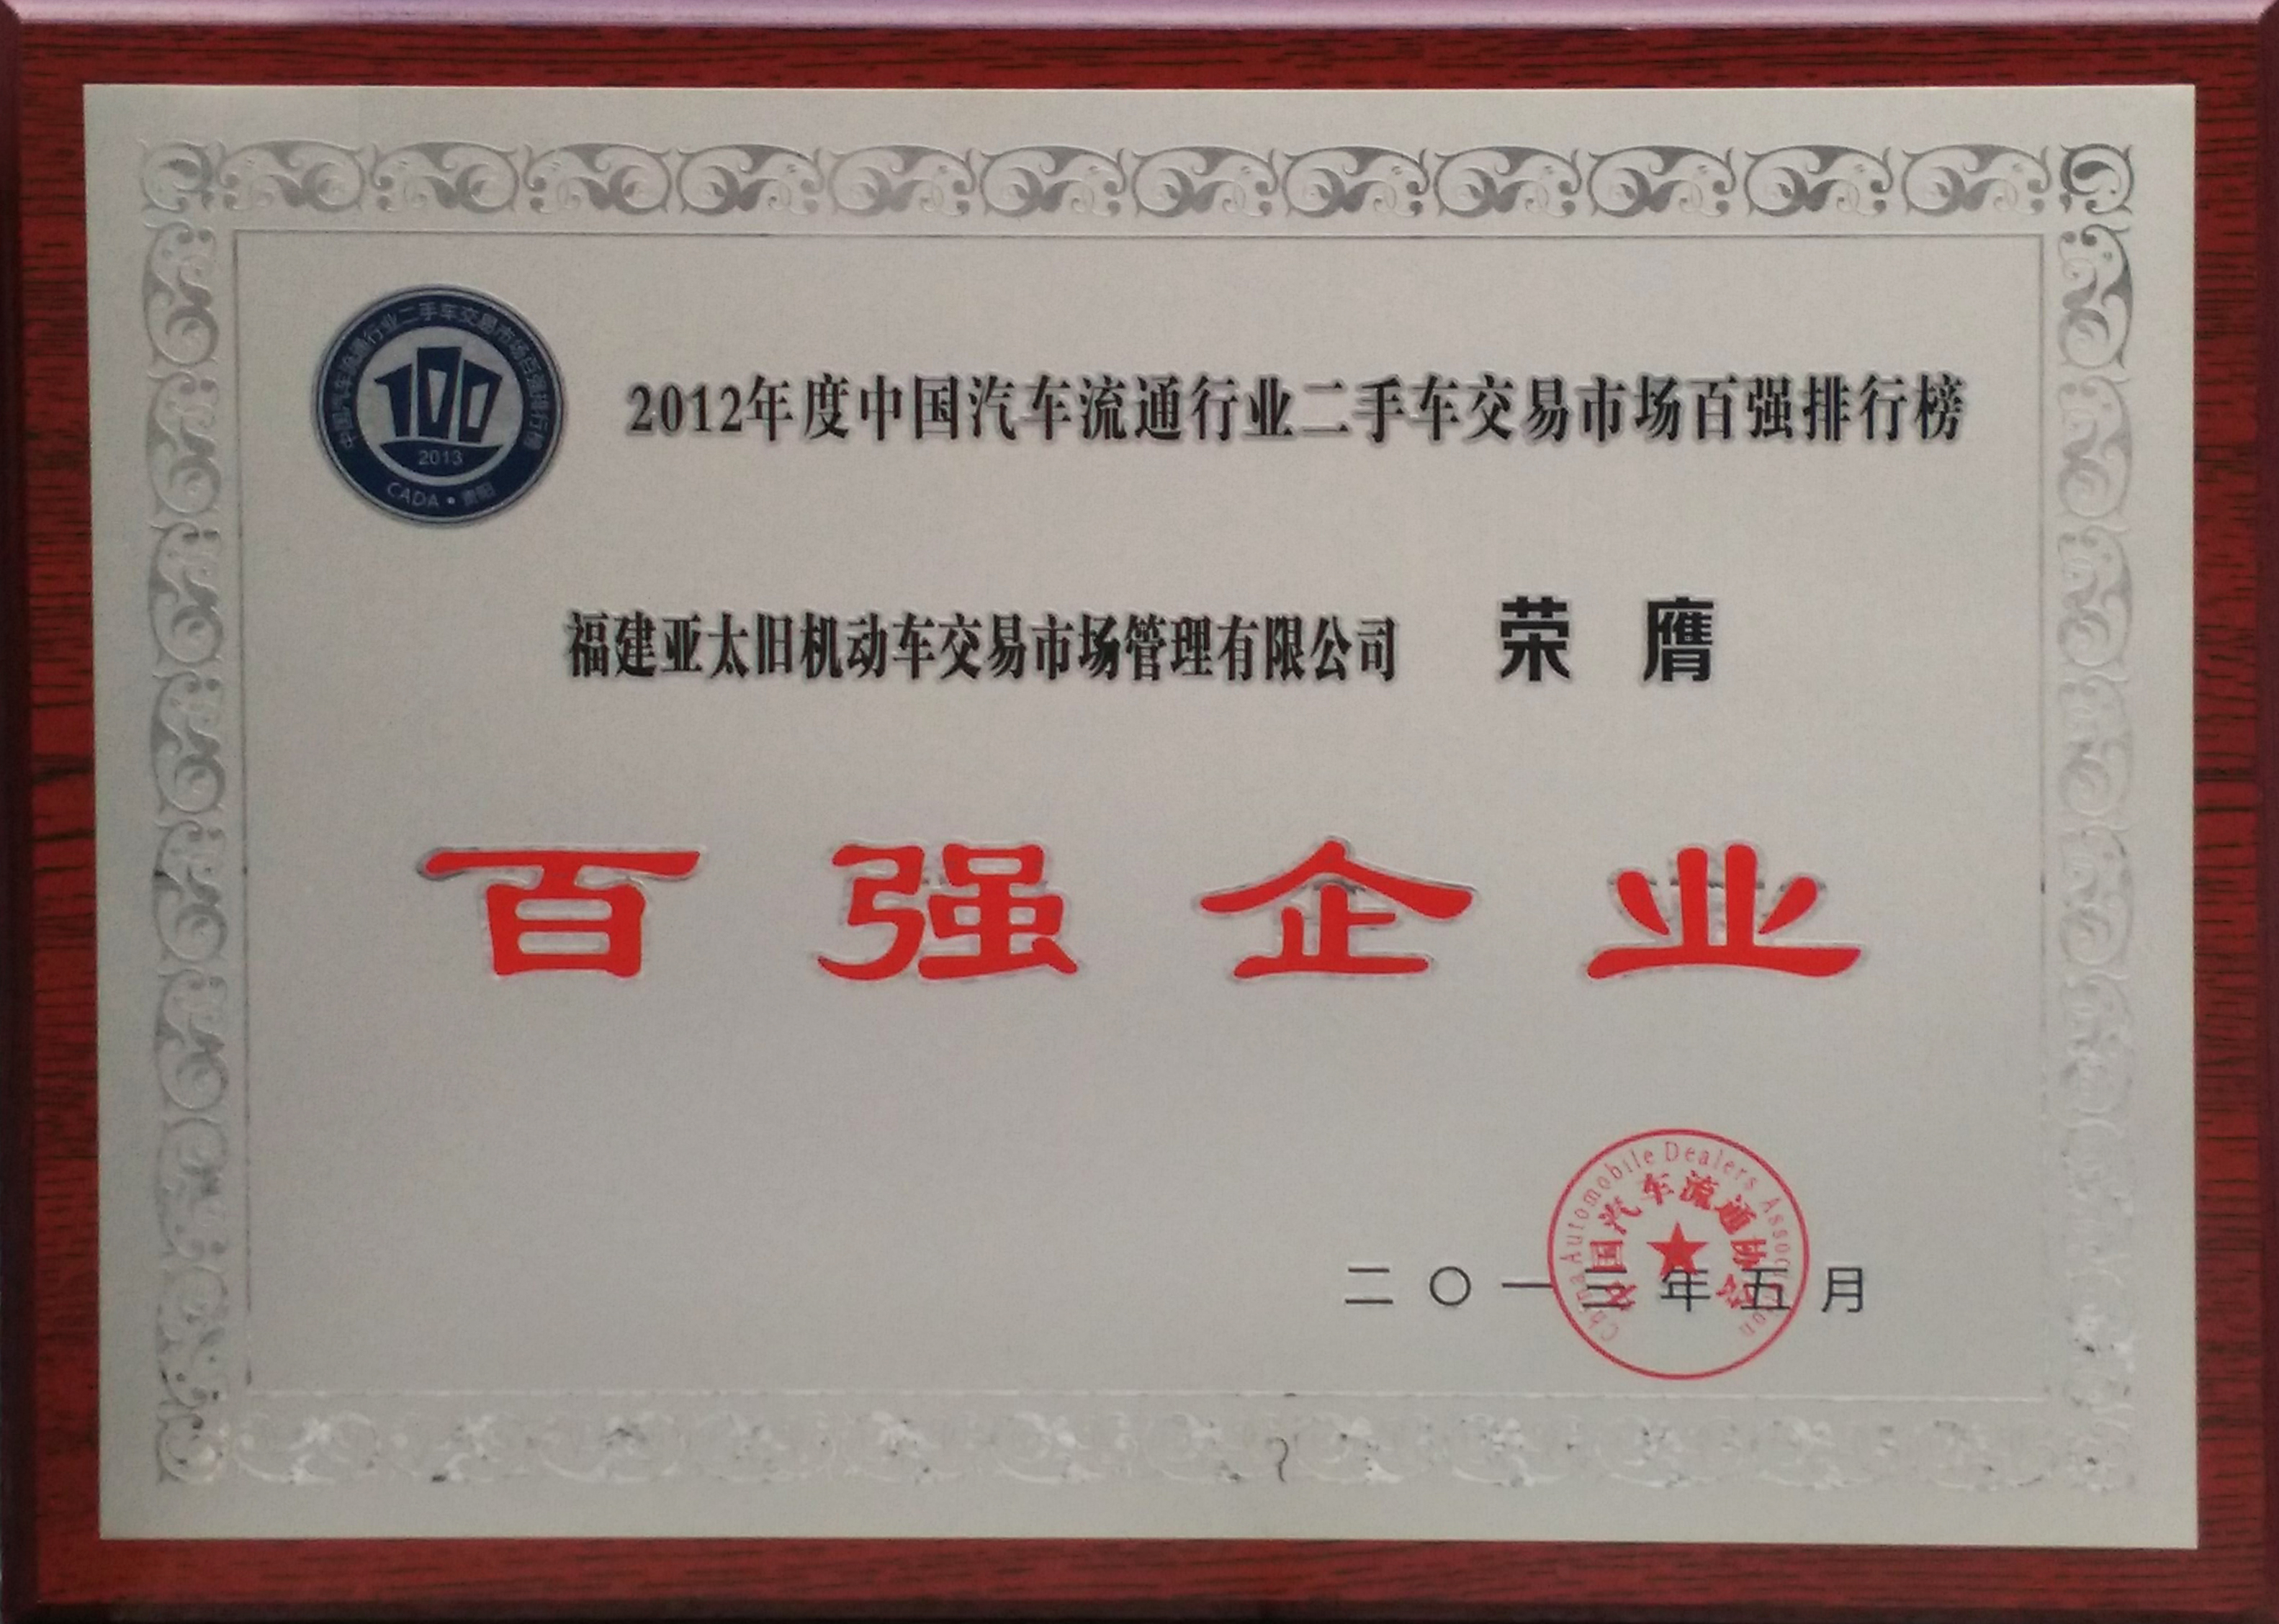 中国汽车流通行业二手车交易市场百强排行榜
100
2013
CADA·贵阳
2012年度中国汽车流通行业二手车交易市场百强排行榜
福建亚太旧机动车交易市场管理有限公司 荣膺
百强企业
China Automobile Dealers Association
中国汽车流通协会
二〇一三年五月